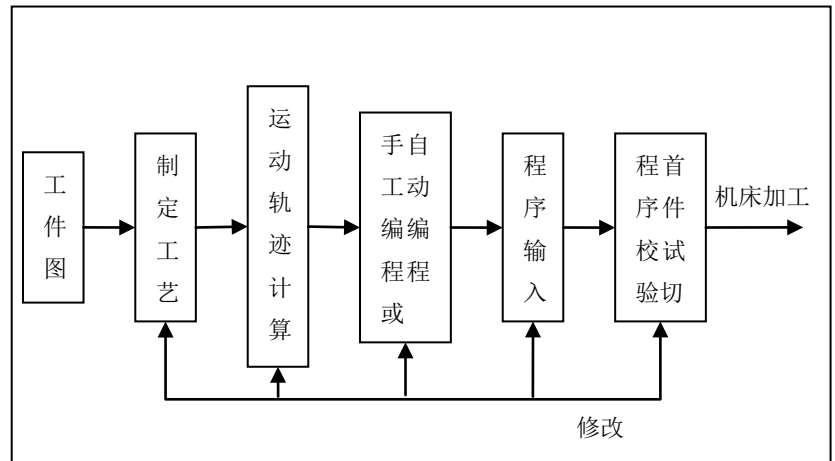 工件图
制定工艺
运动轨迹计算
手工编程或
自动编程
程序校验
首件试切
程序输入
机床加工
修改